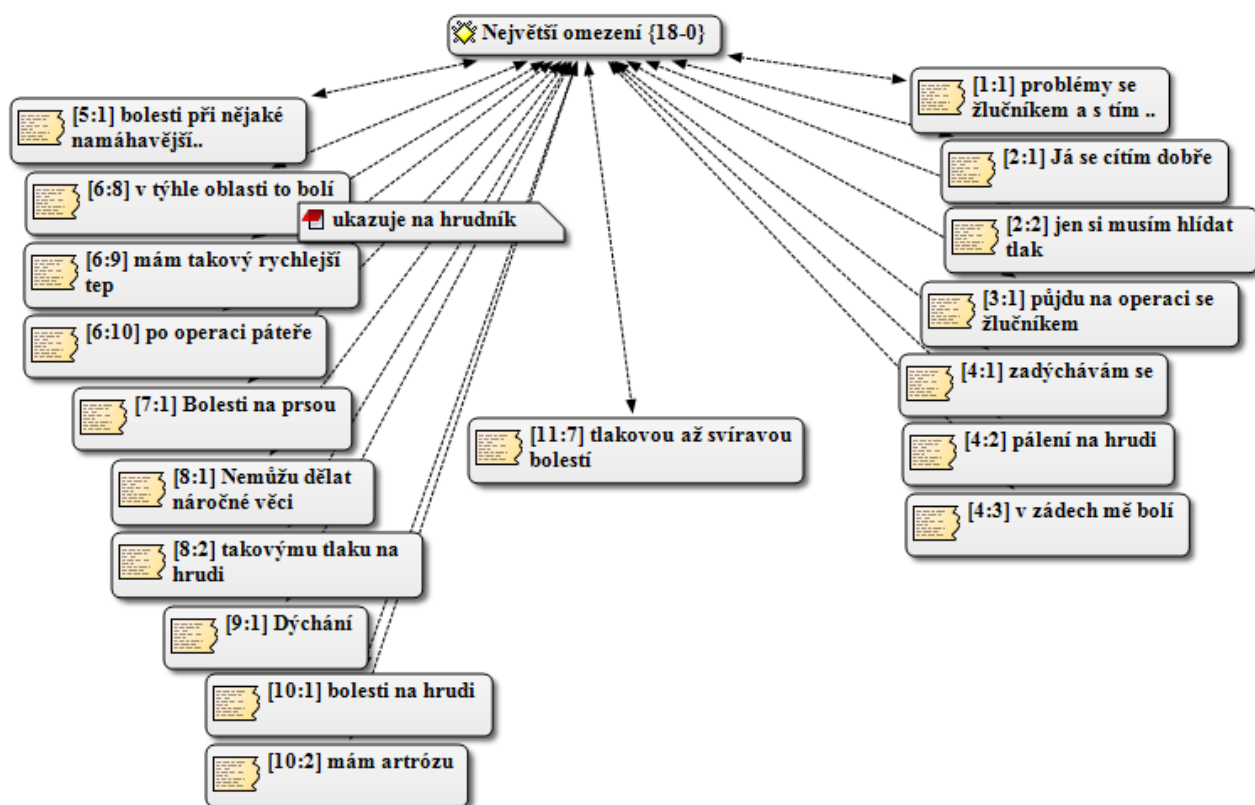 Největší omezení {18-0}
[5:1] bolesti při nějaké
namáhavější..
[6:8] v týhle oblasti to bolí
ukazuje na hrudník
[6:9] mám takový rychlejší
tep
[6:10] po operaci páteře
[7:1] Bolesti na prsou
[8:1] Nemůžu dělat
náročné věci
[8:2] takovýmu tlaku na
hrudi
[9:1] Dýchání
[10:1] bolesti na hrudi
[10:2] mám artrózu
[11:7] tlakovou až svíravou
bolestí
[1:1] problémy se
žlučníkem a s tím ..
[2:1] Já se cítím dobře
[2:2] jen si musím hlídat
tlak
[3:1] půjdu na operaci se
žlučníkem
[4:1] zadýchávám se
[4:2] pálení na hrudi
[4:3] v zádech mě bolí